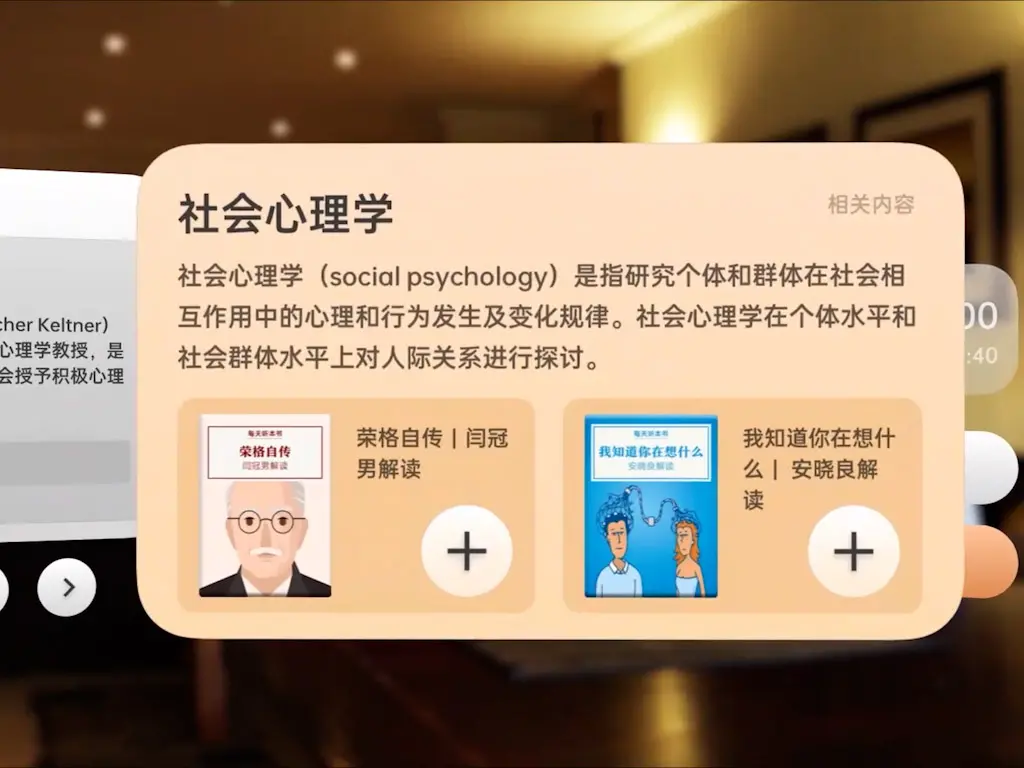 社会心理学
相关内容
社会心理学（social psychology）是指研究个体和群体在社会相
互作用中的心理和行为发生及变化规律。社会心理学在个体水平和
社会群体水平上对人际关系进行探讨。
cher Keltner）
心理学教授，是
会授予积极心理
00
:40
每天听本书
荣格自传
闫冠男解读
荣格自传丨闫冠
男解读
每天听本书
我知道你在想什么
安晓良解读
我知道你在想什
么丨 安晓良解
读